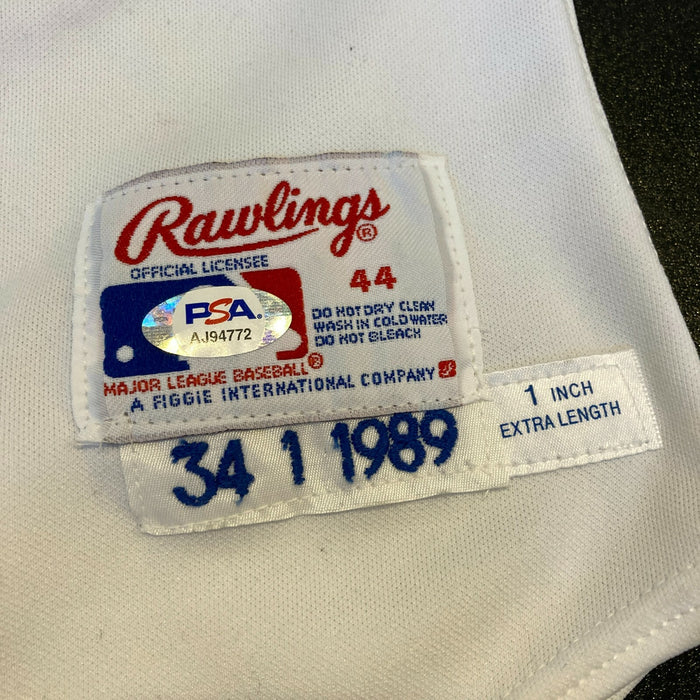 Rawlings®
OFFICIAL LICENSEE
44
PSA
AJ94772
DO NOT DRY CLEAN
WASH IN COLD WATER
DO NOT BLEACH
MAJOR LEAGUE BASEBALL®
A FIGGIE INTERNATIONAL COMPANY
34 1 1989
1 INCH
EXTRA LENGTH